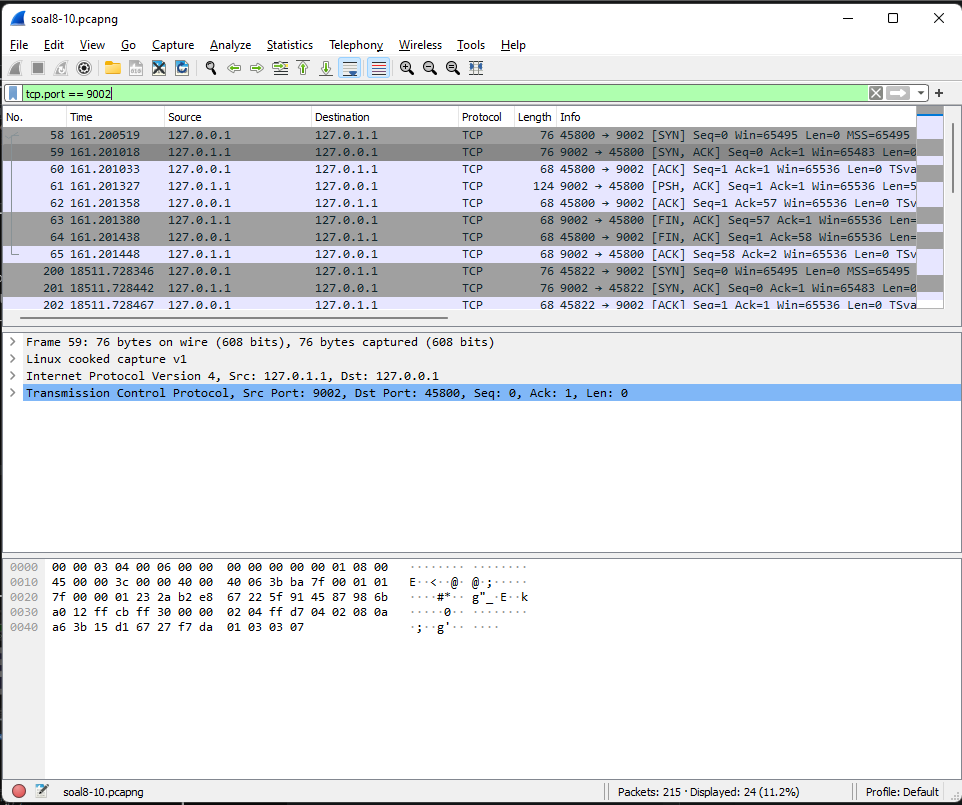 soal8-10.pcapng
File Edit View Go Capture Analyze Statistics Telephony Wireless Tools Help
tcp.port == 9002
No. Time Source Destination Protocol Length Info
58 161.200519 127.0.0.1 127.0.1.1 TCP 76 45800 → 9002 [SYN] Seq=0 Win=65495 Len=0 MSS=65495
59 161.201018 127.0.0.1 127.0.1.1 TCP 76 9002 → 45800 [SYN, ACK] Seq=0 Ack=1 Win=65483 Len=0
60 161.201033 127.0.0.1 127.0.1.1 TCP 68 45800 → 9002 [ACK] Seq=1 Ack=1 Win=65536 Len=0 TSva
61 161.201327 127.0.0.1 127.0.1.1 TCP 124 9002 → 45800 [PSH, ACK] Seq=1 Ack=1 Win=65536 Len=5
62 161.201358 127.0.0.1 127.0.1.1 TCP 68 45800 → 9002 [ACK] Seq=1 Ack=57 Win=65536 Len=0 TSv
63 161.201380 127.0.0.1 127.0.1.1 TCP 68 9002 → 45800 [FIN, ACK] Seq=57 Ack=1 Win=65536 Len=
64 161.201438 127.0.0.1 127.0.1.1 TCP 68 45800 → 9002 [FIN, ACK] Seq=1 Ack=58 Win=65536 Len=
65 161.201448 127.0.0.1 127.0.1.1 TCP 68 9002 → 45800 [ACK] Seq=58 Ack=2 Win=65536 Len=0 TSv
200 18511.728346 127.0.0.1 127.0.1.1 TCP 76 45822 → 9002 [SYN] Seq=0 Win=65495 Len=0 MSS=65495
201 18511.728442 127.0.0.1 127.0.1.1 TCP 76 9002 → 45822 [SYN, ACK] Seq=0 Ack=1 Win=65483 Len=0
202 18511.728467 127.0.0.1 127.0.1.1 TCP 68 45822 → 9002 [ACK] Seq=1 Ack=1 Win=65536 Len=0 TSva
Frame 59: 76 bytes on wire (608 bits), 76 bytes captured (608 bits)
Linux cooked capture v1
Internet Protocol Version 4, Src: 127.0.1.1, Dst: 127.0.0.1
Transmission Control Protocol, Src Port: 9002, Dst Port: 45800, Seq: 0, Ack: 1, Len: 0
0000 00 00 03 04 00 06 00 00 00 00 00 00 00 01 08 00 ········ ········
0010 45 00 00 3c 00 00 40 00 40 06 3b ba 7f 00 01 01 E··<··@· @·;·····
0020 7f 00 00 01 23 2a b2 e8 67 22 5f 91 45 87 98 6b ····#*·· g"_·E··k
0030 a0 12 ff cb ff 30 00 00 02 04 ff d7 04 02 08 0a ·····0·· ········
0040 a6 3b 15 d1 67 27 f7 da 01 03 03 07 ·;··g'·· ····
soal8-10.pcapng Packets: 215 · Displayed: 24 (11.2%) Profile: Default